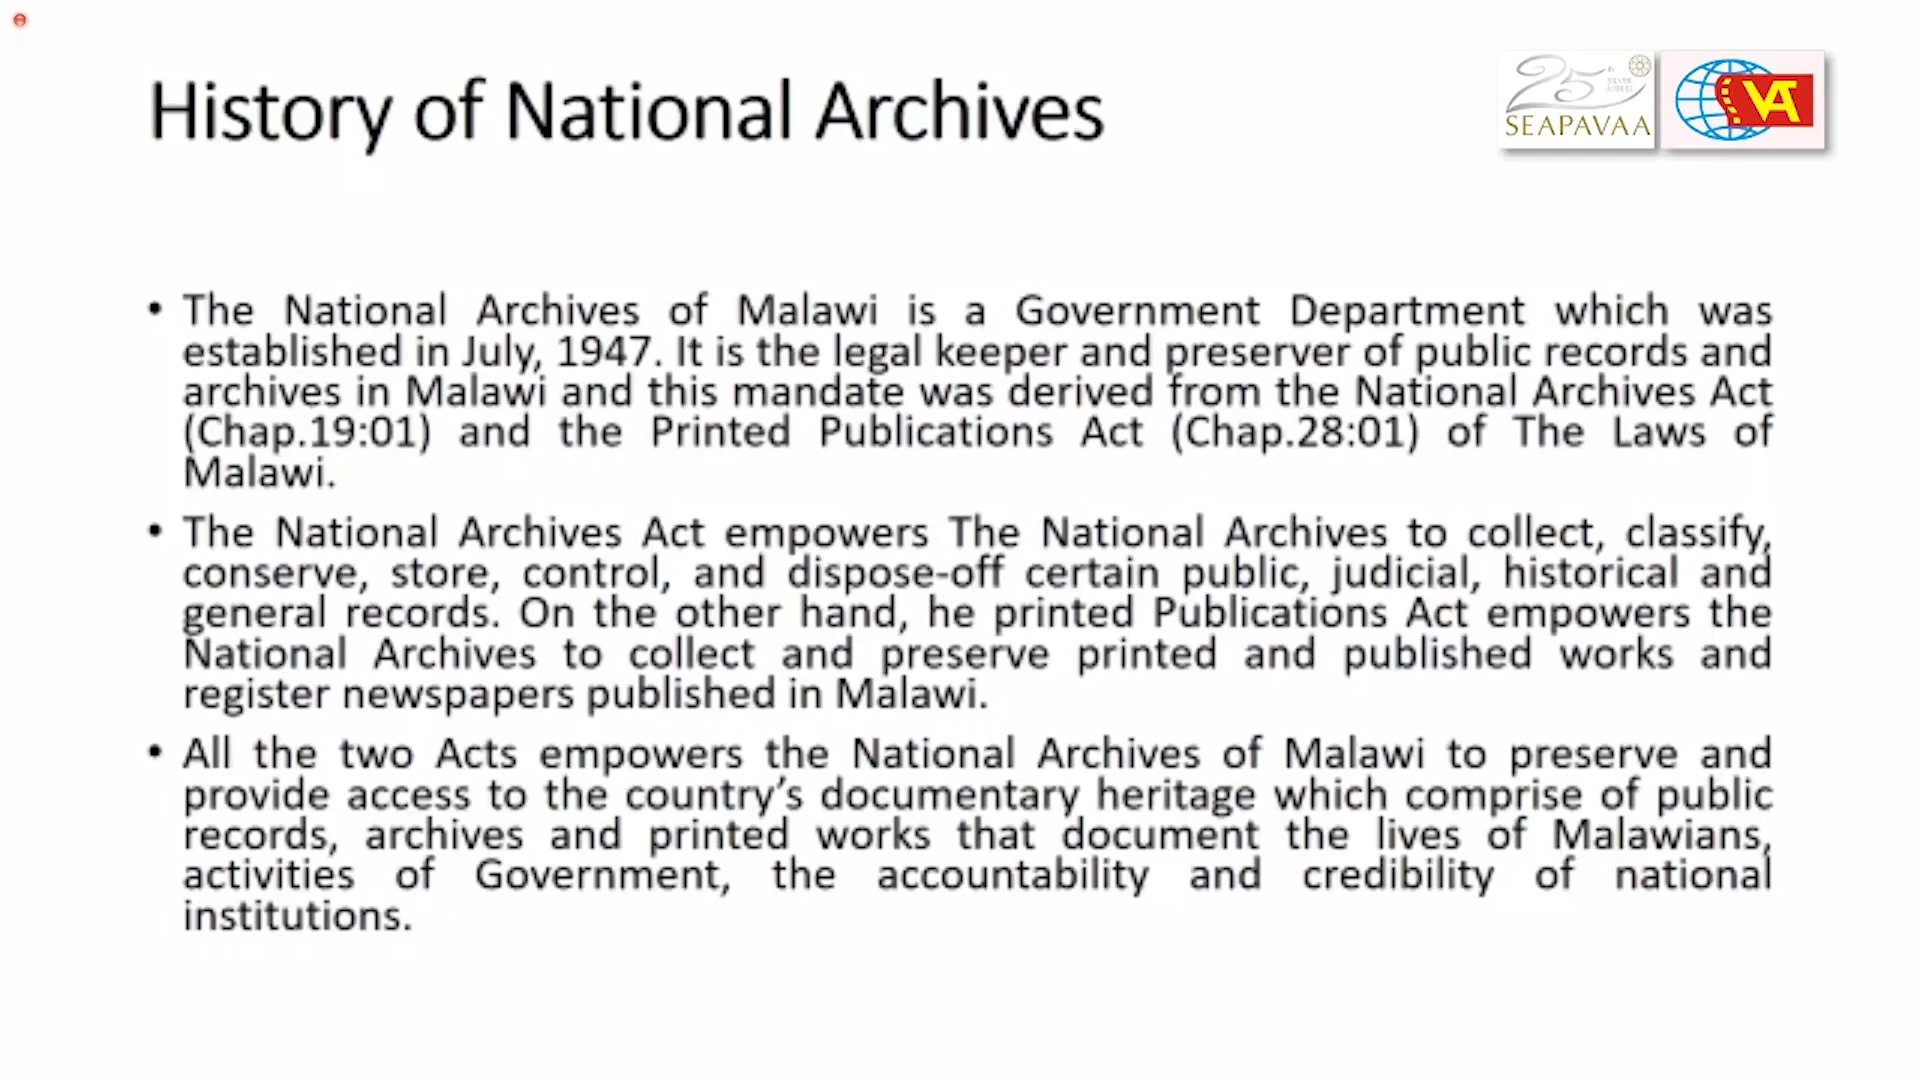 History of National Archives
25th
SILVER
JUBILEE
SEAPAVAA
VA
• The National Archives of Malawi is a Government Department which was
established in July, 1947. It is the legal keeper and preserver of public records and
archives in Malawi and this mandate was derived from the National Archives Act
(Chap.19:01) and the Printed Publications Act (Chap.28:01) of The Laws of
Malawi.
• The National Archives Act empowers The National Archives to collect, classify,
conserve, store, control, and dispose-off certain public, judicial, historical and
general records. On the other hand, he printed Publications Act empowers the
National Archives to collect and preserve printed and published works and
register newspapers published in Malawi.
• All the two Acts empowers the National Archives of Malawi to preserve and
provide access to the country’s documentary heritage which comprise of public
records, archives and printed works that document the lives of Malawians,
activities of Government, the accountability and credibility of national
institutions.